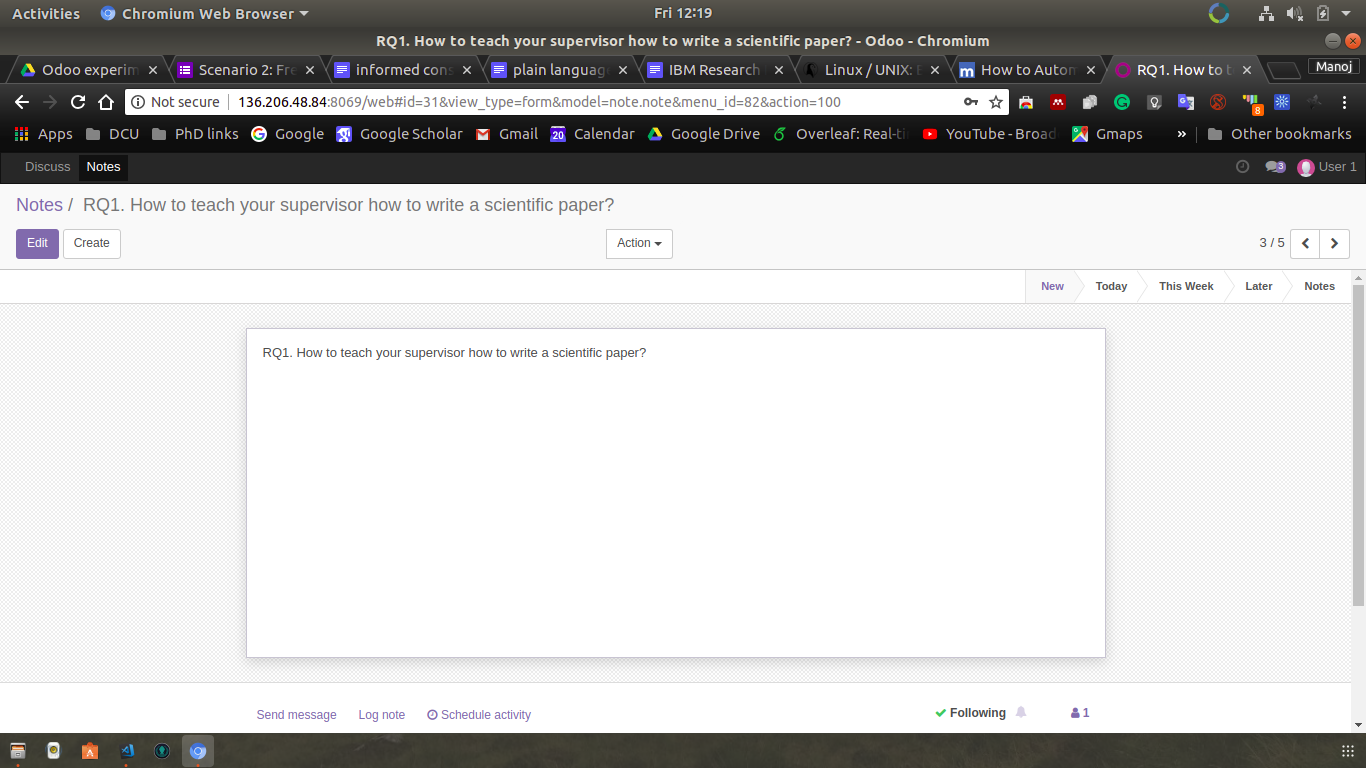 Activities Chromium Web Browser Fri 12:19
RQ1. How to teach your supervisor how to write a scientific paper? - Odoo - Chromium
Odoo experim Scenario 2: Fre informed cons plain language IBM Research Linux / UNIX: How to Autom RQ1. How to t Manoj
Not secure 136.206.48.84:8069/web#id=31&view_type=form&model=note.note&menu_id=82&action=100 8
Apps DCU PhD links Google Google Scholar Gmail 20 Calendar Google Drive Overleaf: Real-ti YouTube - Broad Gmaps » Other bookmarks
Discuss Notes 3 User 1
Notes / RQ1. How to teach your supervisor how to write a scientific paper?
Edit Create Action 3 / 5
New Today This Week Later Notes
RQ1. How to teach your supervisor how to write a scientific paper?
Send message Log note Schedule activity Following 1